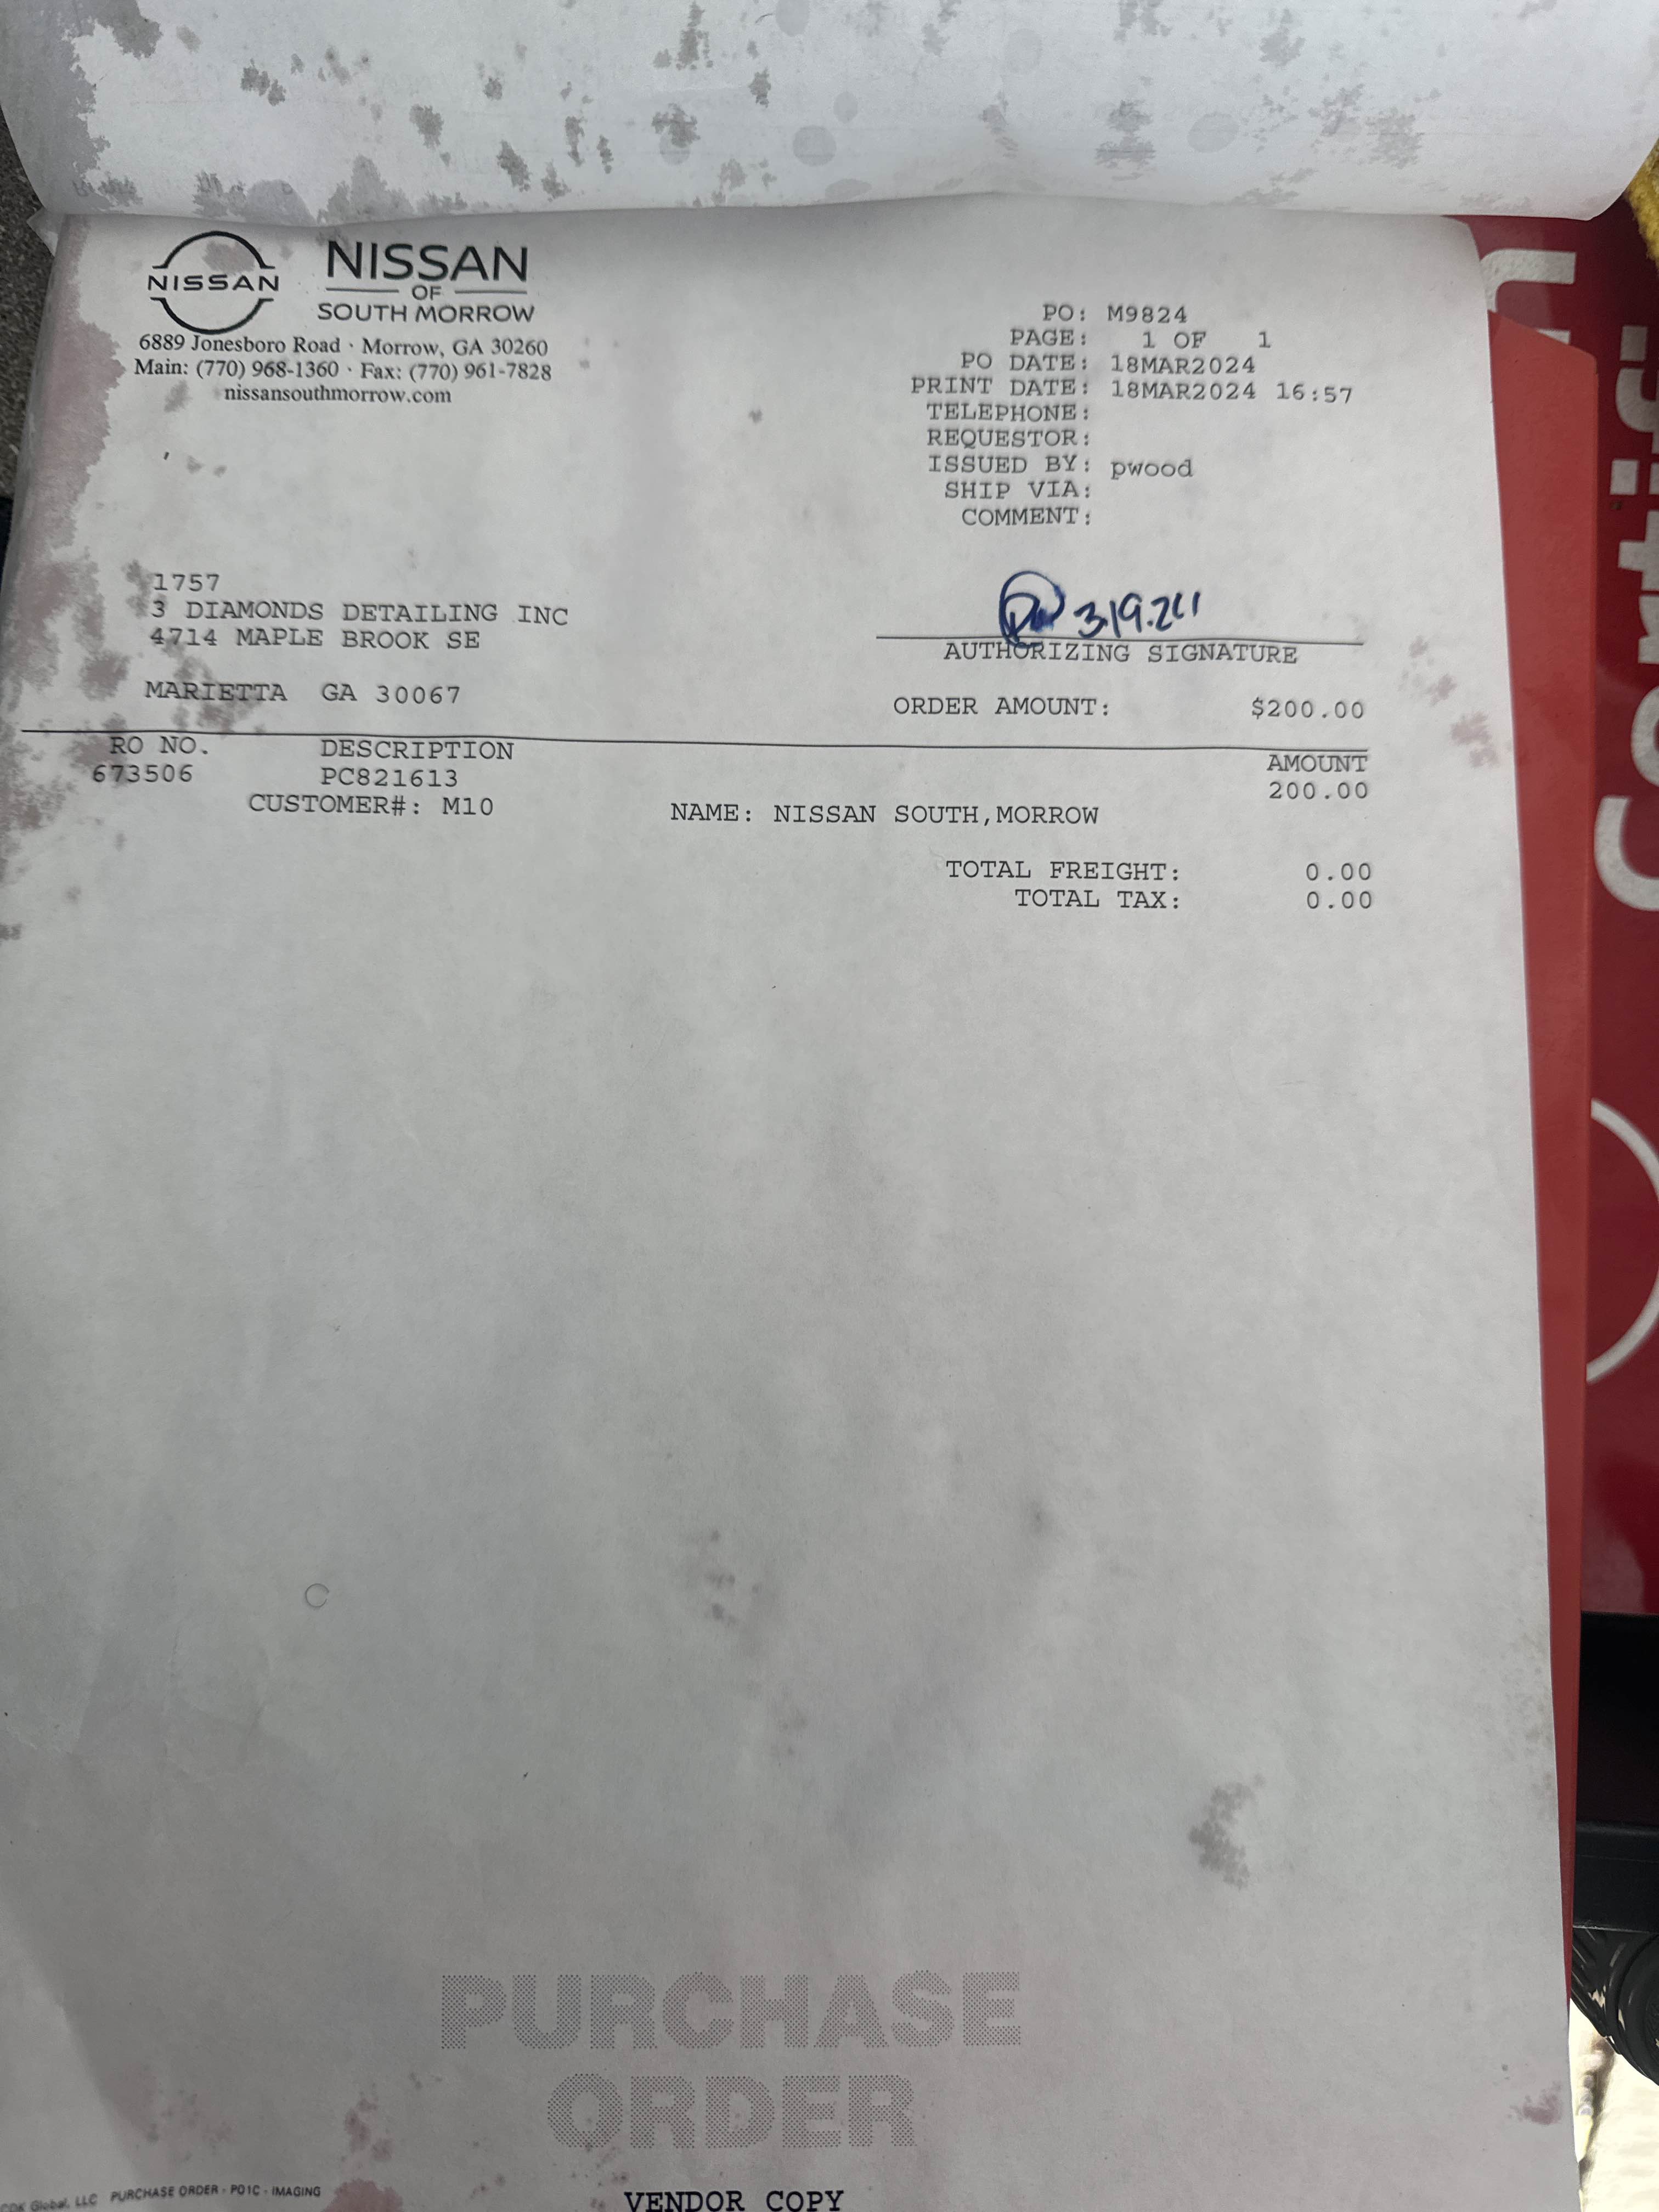 NISSAN
NISSAN
OF
SOUTH MORROW
6889 Jonesboro Road · Morrow, GA 30260
Main: (770) 968-1360 · Fax: (770) 961-7828
nissansouthmorrow.com
PO: M9824
PAGE: 1 OF 1
PO DATE: 18MAR2024
PRINT DATE: 18MAR2024 16:57
TELEPHONE:
REQUESTOR:
ISSUED BY: pwood
SHIP VIA:
COMMENT:
1757
3 DIAMONDS DETAILING INC
4714 MAPLE BROOK SE
MARIETTA GA 30067
3.19.24
AUTHORIZING SIGNATURE
ORDER AMOUNT: $200.00
RO NO. DESCRIPTION AMOUNT
673506 PC821613 200.00
CUSTOMER#: M10 NAME: NISSAN SOUTH,MORROW
TOTAL FREIGHT: 0.00
TOTAL TAX: 0.00
PURCHASE
ORDER
CDK Global, LLC PURCHASE ORDER - PO1C - IMAGING
VENDOR COPY